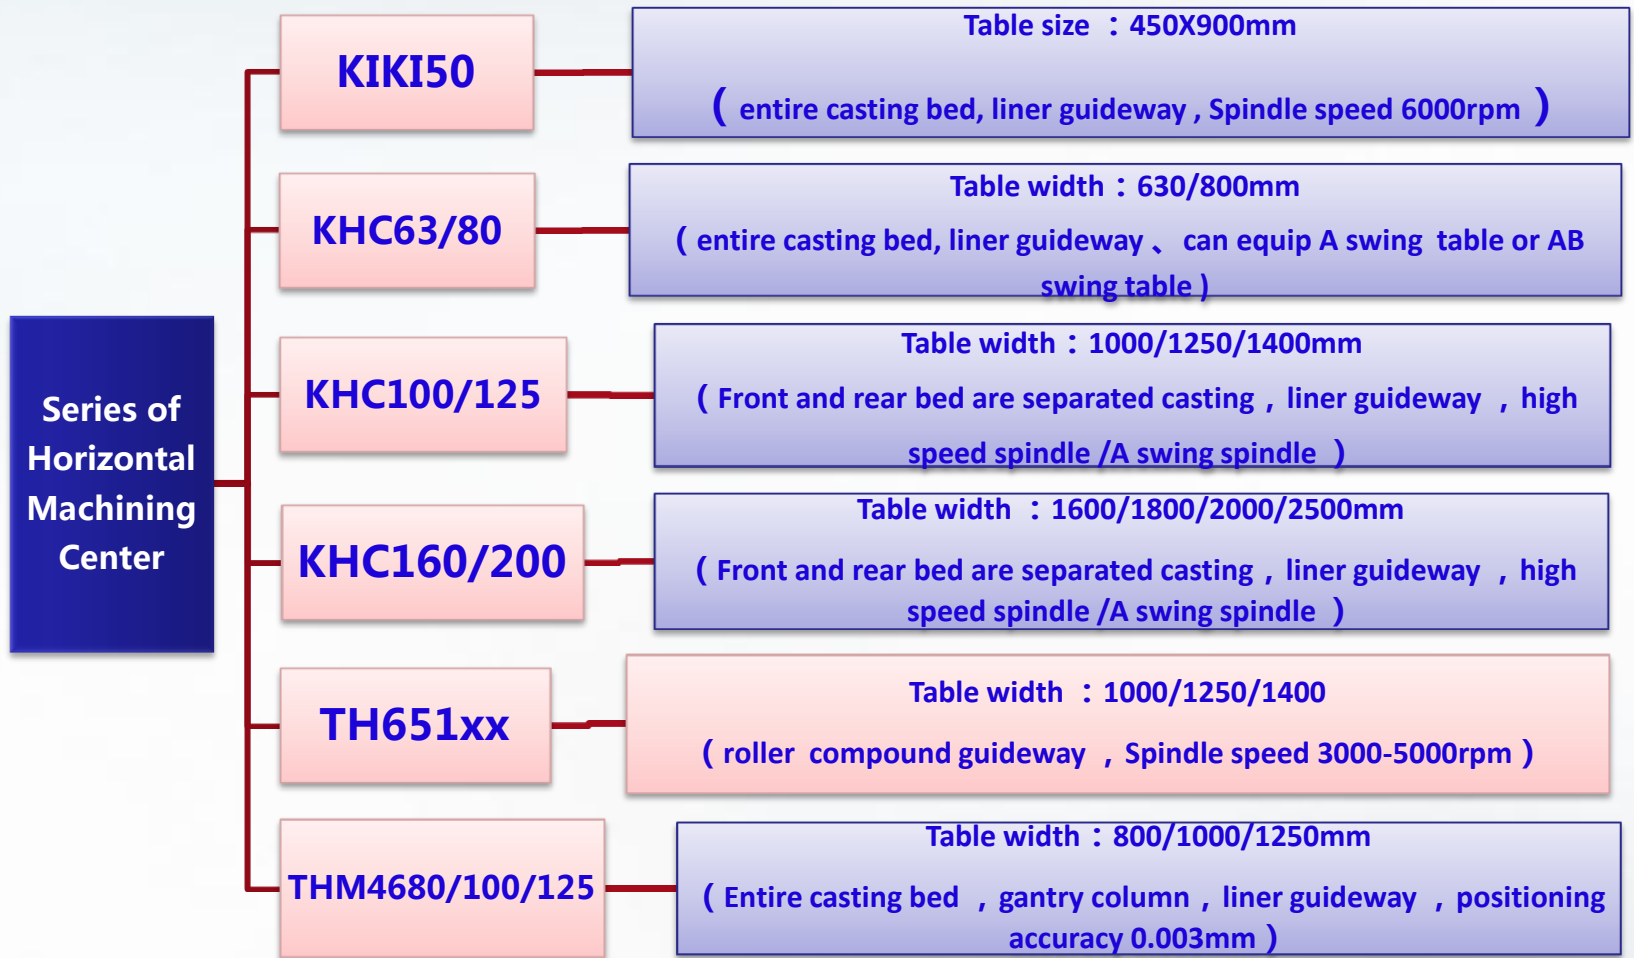 Series of
Horizontal
Machining
Center
KIKI50
Table size ：450X900mm
( entire casting bed, liner guideway , Spindle speed 6000rpm )
KHC63/80
Table width：630/800mm
( entire casting bed, liner guideway 、can equip A swing table or AB
swing table )
KHC100/125
Table width：1000/1250/1400mm
( Front and rear bed are separated casting , liner guideway , high
speed spindle /A swing spindle )
KHC160/200
Table width ：1600/1800/2000/2500mm
( Front and rear bed are separated casting , liner guideway , high
speed spindle /A swing spindle )
TH651xx
Table width ：1000/1250/1400
( roller compound guideway , Spindle speed 3000-5000rpm )
THM4680/100/125
Table width：800/1000/1250mm
( Entire casting bed , gantry column , liner guideway , positioning
accuracy 0.003mm )